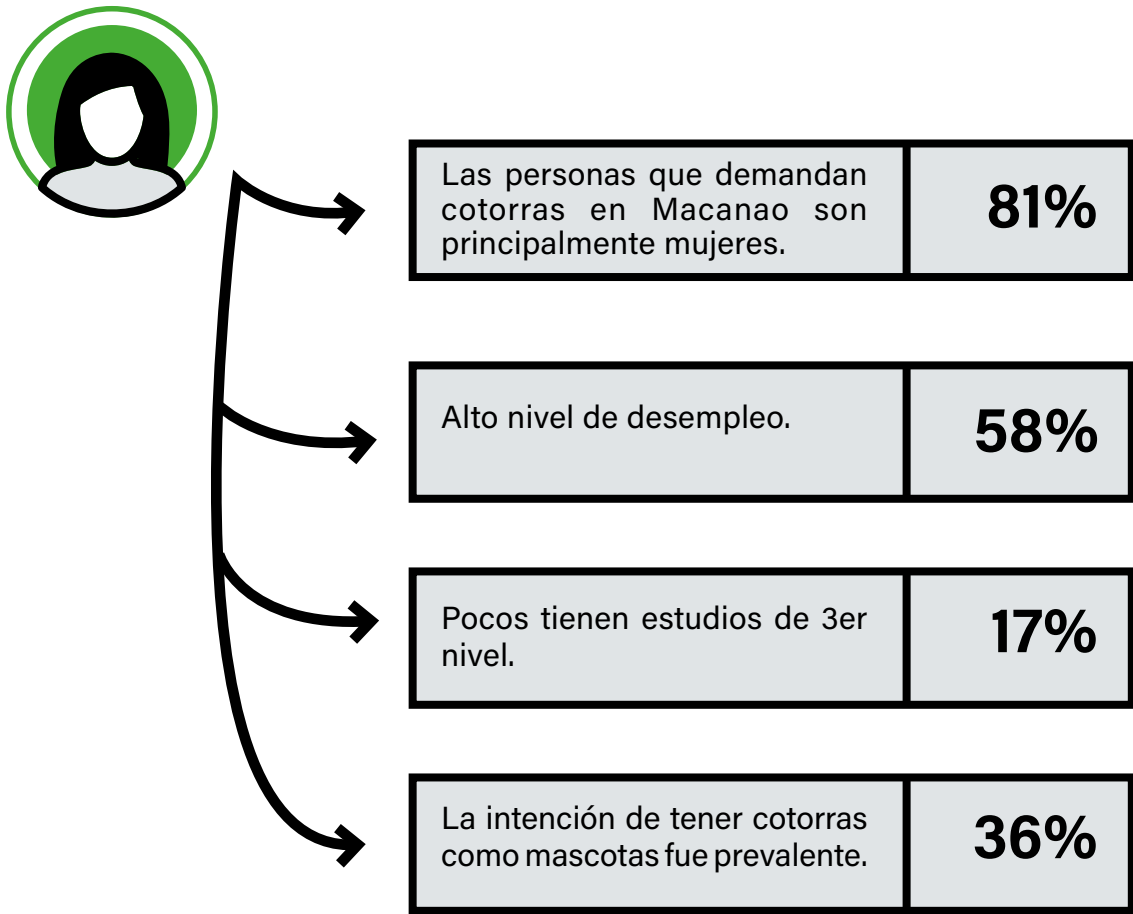 Las personas que demandan
cotorras en Macanao son
principalmente mujeres.
81%
Alto nivel de desempleo.
58%
Pocos tienen estudios de 3er
nivel.
17%
La intención de tener cotorras
como mascotas fue prevalente.
36%